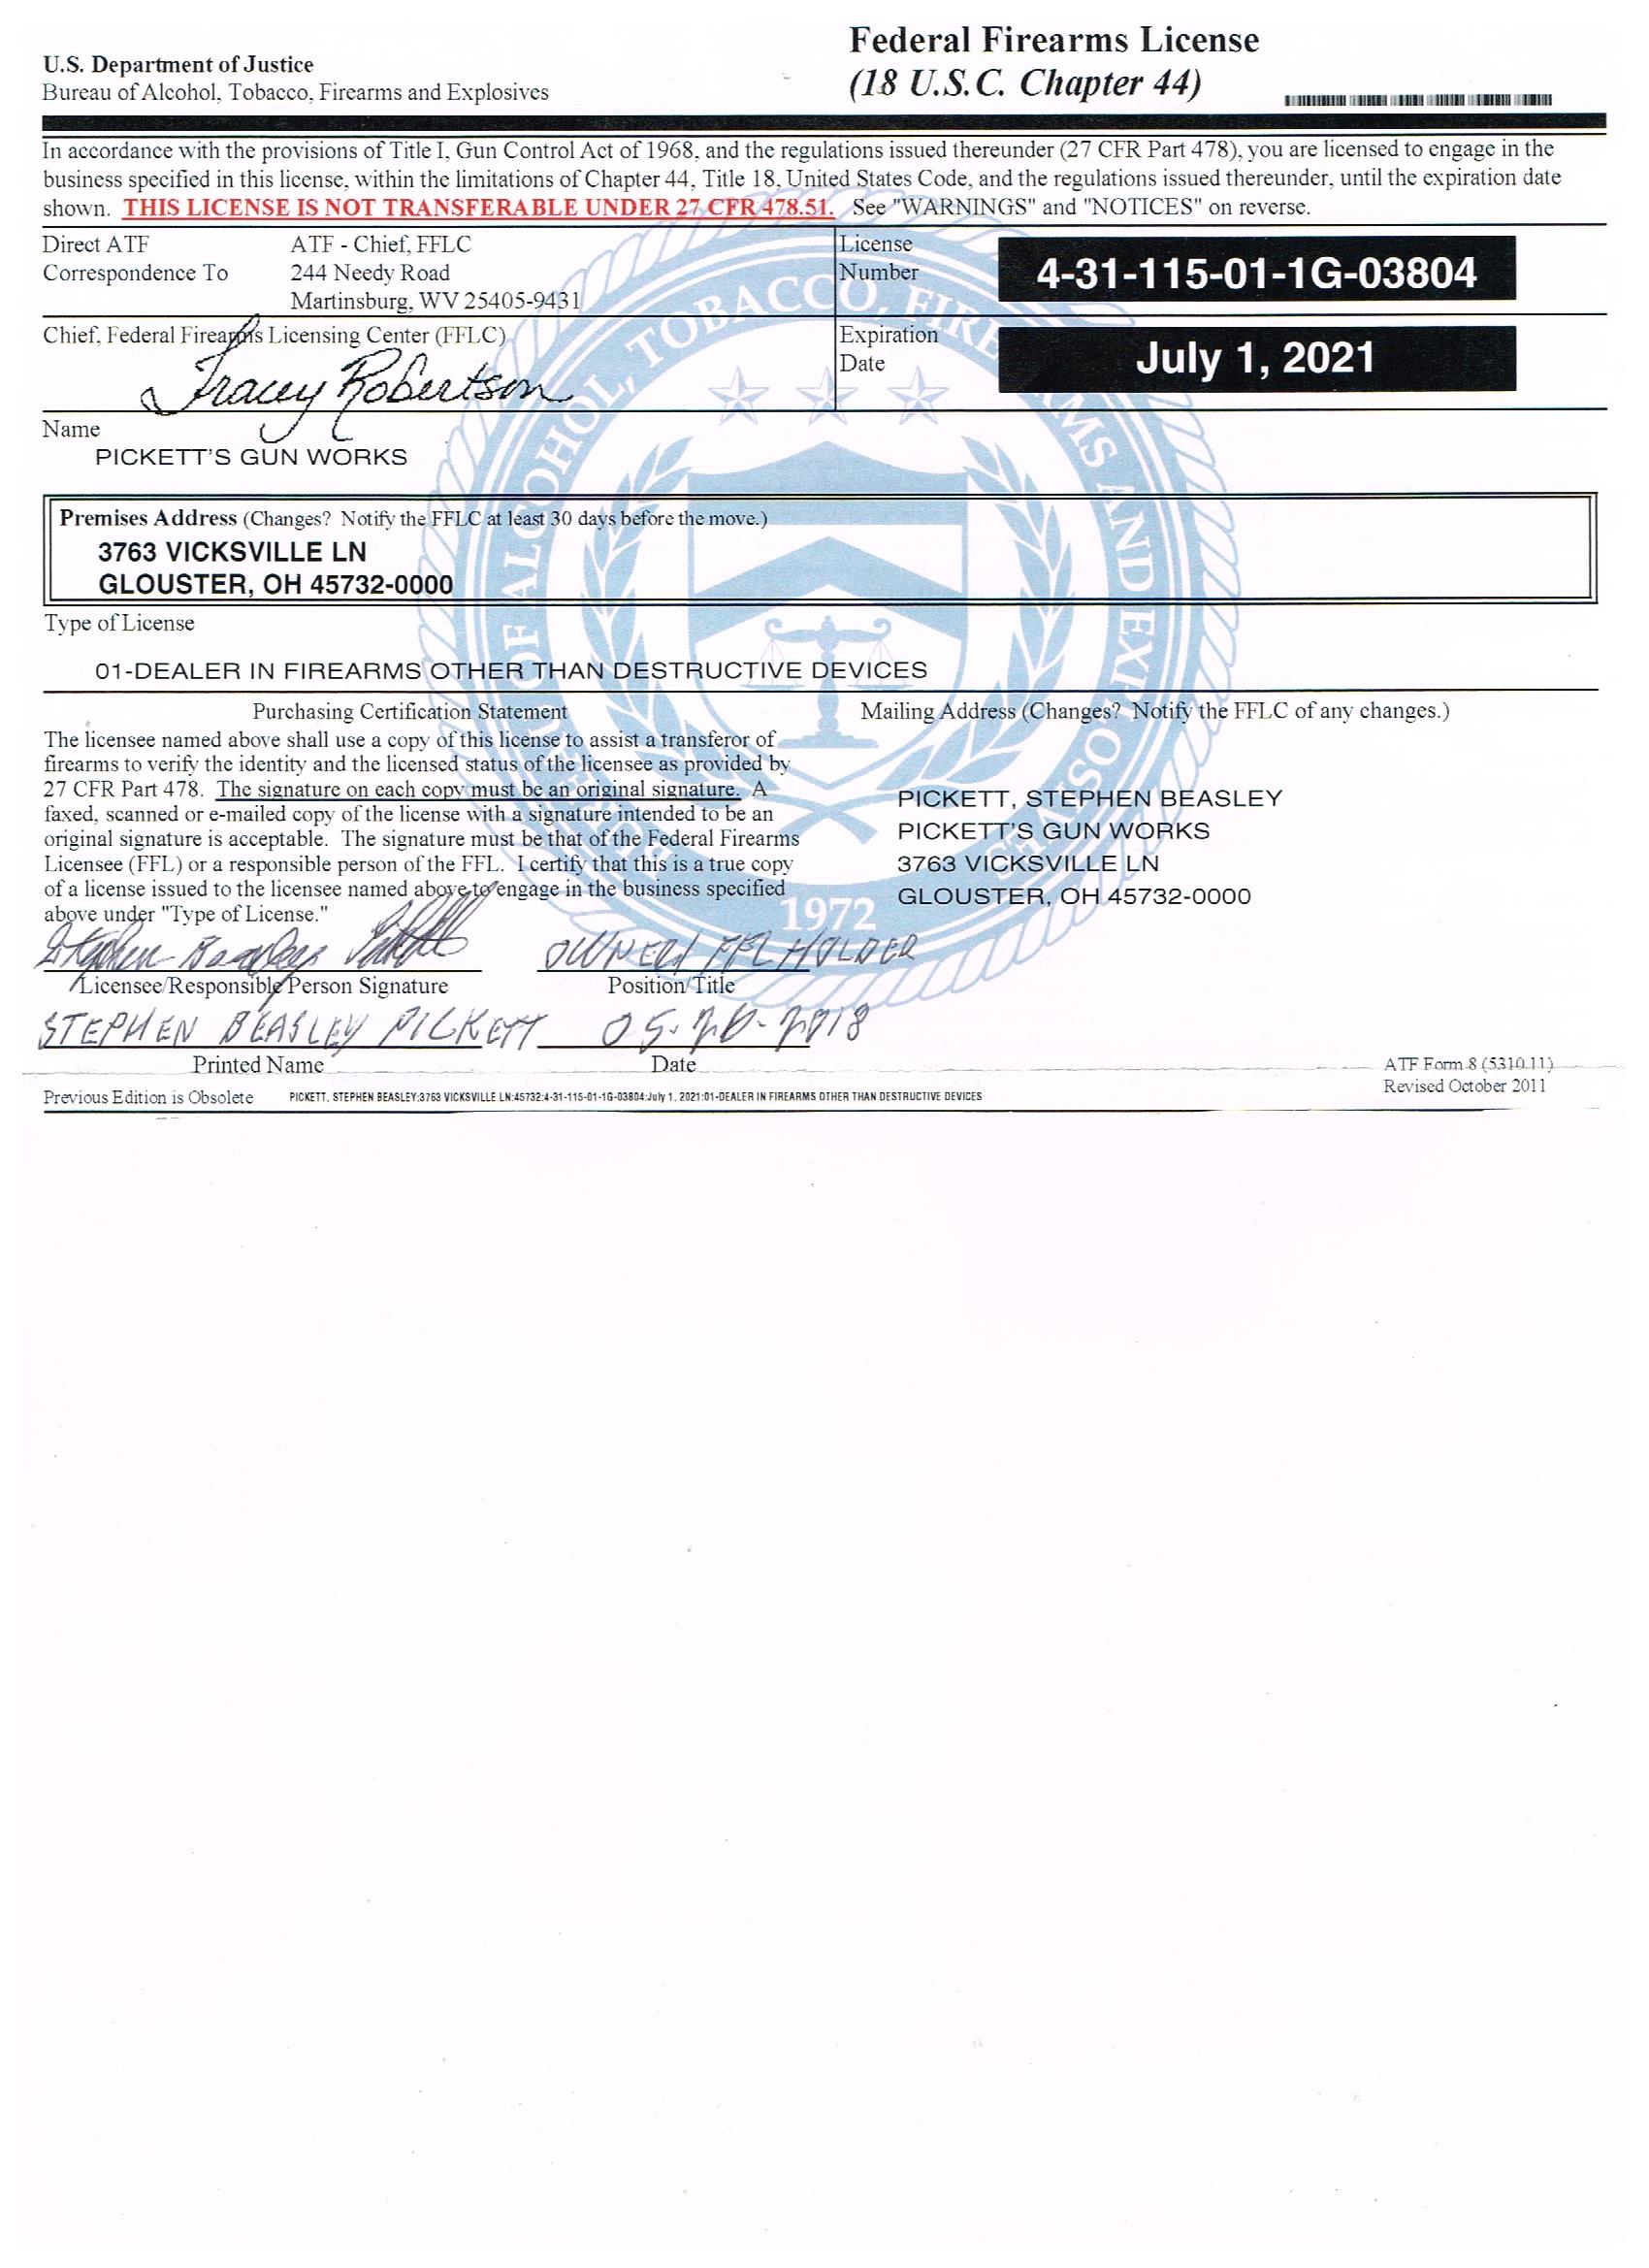 U.S. Department of Justice
Bureau of Alcohol, Tobacco, Firearms and Explosives
Federal Firearms License
(18 U.S.C. Chapter 44)
In accordance with the provisions of Title I, Gun Control Act of 1968, and the regulations issued thereunder (27 CFR Part 478), you are licensed to engage in the
business specified in this license, within the limitations of Chapter 44, Title 18, United States Code, and the regulations issued thereunder, until the expiration date
shown. THIS LICENSE IS NOT TRANSFERABLE UNDER 27 CFR 478.51. See "WARNINGS" and "NOTICES" on reverse.
Direct ATF
Correspondence To
ATF - Chief, FFLC
244 Needy Road
Martinsburg, WV 25405-9431
License
Number
4-31-115-01-1G-03804
Chief, Federal Firearms Licensing Center (FFLC)
Tracey Robertson
Expiration
Date
July 1, 2021
Name
PICKETT'S GUN WORKS
Premises Address (Changes? Notify the FFLC at least 30 days before the move.)
3763 VICKSVILLE LN
GLOUSTER, OH 45732-0000
Type of License
01-DEALER IN FIREARMS OTHER THAN DESTRUCTIVE DEVICES
Purchasing Certification Statement
The licensee named above shall use a copy of this license to assist a transferor of
firearms to verify the identity and the licensed status of the licensee as provided by
27 CFR Part 478. The signature on each copy must be an original signature. A
faxed, scanned or e-mailed copy of the license with a signature intended to be an
original signature is acceptable. The signature must be that of the Federal Firearms
Licensee (FFL) or a responsible person of the FFL. I certify that this is a true copy
of a license issued to the licensee named above to engage in the business specified
above under "Type of License."
Mailing Address (Changes? Notify the FFLC of any changes.)
PICKETT, STEPHEN BEASLEY
PICKETT'S GUN WORKS
3763 VICKSVILLE LN
GLOUSTER, OH 45732-0000
Stephen Beasley Pickett
OWNER/ FFL HOLDER
Licensee/Responsible Person Signature
Position/Title
STEPHEN BEASLEY PICKETT
05-20-2018
Printed Name
Date
ATF Form 8 (5310.11)
Revised October 2011
Previous Edition is Obsolete
PICKETT, STEPHEN BEASLEY:3763 VICKSVILLE LN:45732:4-31-115-01-1G-03804:July 1, 2021:01-DEALER IN FIREARMS OTHER THAN DESTRUCTIVE DEVICES
BUREAU OF ALCOHOL, TOBACCO, FIREARMS AND EXPLOSIVES
1972